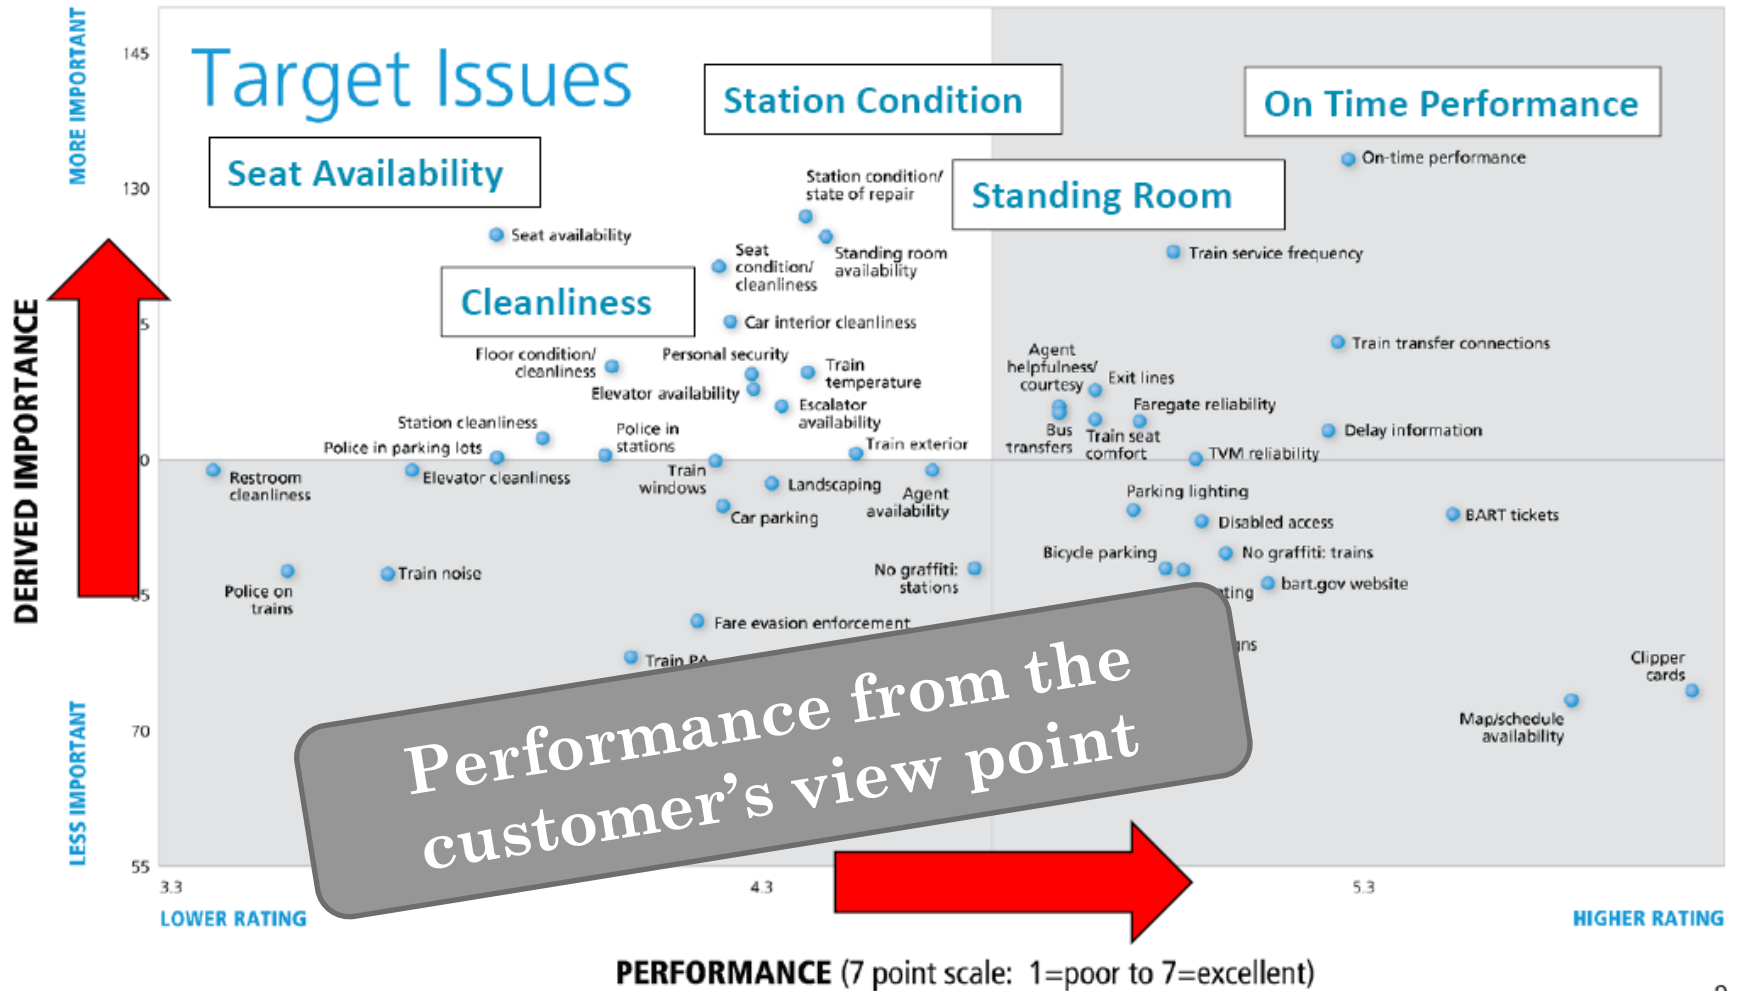 MORE IMPORTANT
145
Target Issues
Station Condition
On Time Performance
Seat Availability
130
Station condition/
state of repair
Standing Room
On-time performance
Seat availability
Standing room
availability
Seat
condition/
cleanliness
Train service frequency
Cleanliness
Car interior cleanliness
DERIVED IMPORTANCE
5
Floor condition/
cleanliness
Personal security
Train
temperature
Elevator availability
Escalator
availability
Agent
helpfulness/
courtesy
Exit lines
Train transfer connections
Faregate reliability
Station cleanliness
Police in
stations
Police in parking lots
Train exterior
Bus
transfers
Train seat
comfort
Delay information
TVM reliability
0
Restroom
cleanliness
Elevator cleanliness
Train
windows
Landscaping
Agent
availability
Car parking
Parking lighting
Disabled access
BART tickets
Bicycle parking
No graffiti: trains
No graffiti:
stations
bart.gov website
Police on
trains
Train noise
85
Fare evasion enforcement
Train PA
Clipper
cards
Map/schedule
availability
Performance from the
customer's view point
LESS IMPORTANT
70
55
3.3
4.3
5.3
LOWER RATING
HIGHER RATING
PERFORMANCE (7 point scale: 1=poor to 7=excellent)